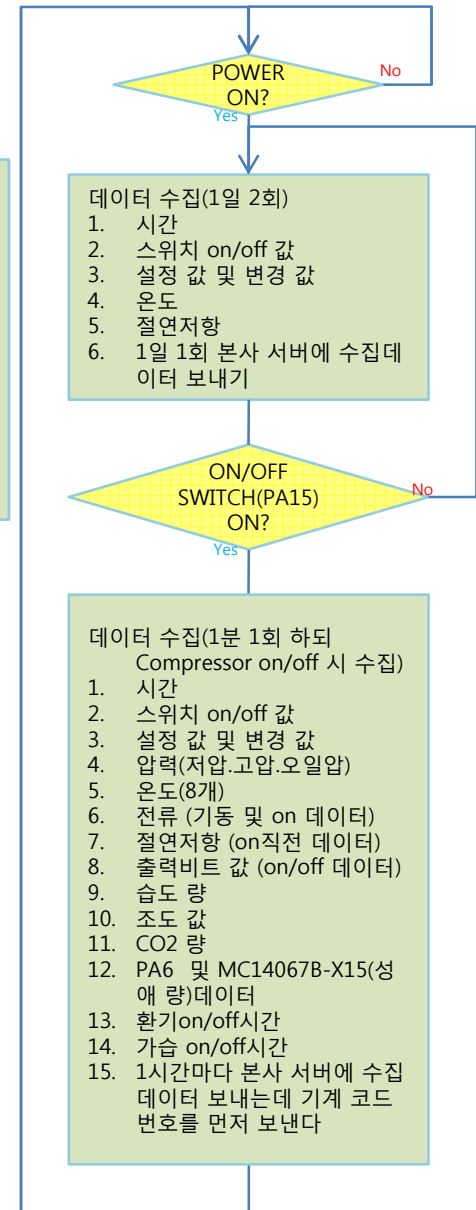 POWER
ON?
No
Yes
데이터 수집(1일 2회)
1. 시간
2. 스위치 on/off 값
3. 설정 값 및 변경 값
4. 온도
5. 절연저항
6. 1일 1회 본사 서버에 수집데
이터 보내기
ON/OFF
SWITCH(PA15)
ON?
No
Yes
데이터 수집(1분 1회 하되
Compressor on/off 시 수집)
1. 시간
2. 스위치 on/off 값
3. 설정 값 및 변경 값
4. 압력(저압.고압.오일압)
5. 온도(8개)
6. 전류 (기동 및 on 데이터)
7. 절연저항 (on직전 데이터)
8. 출력비트 값 (on/off 데이터)
9. 습도 량
10. 조도 값
11. CO2 량
12. PA6 및 MC14067B-X15(성
애 량)데이터
13. 환기on/off시간
14. 가습 on/off시간
15. 1시간마다 본사 서버에 수집
데이터 보내는데 기계 코드
번호를 먼저 보낸다